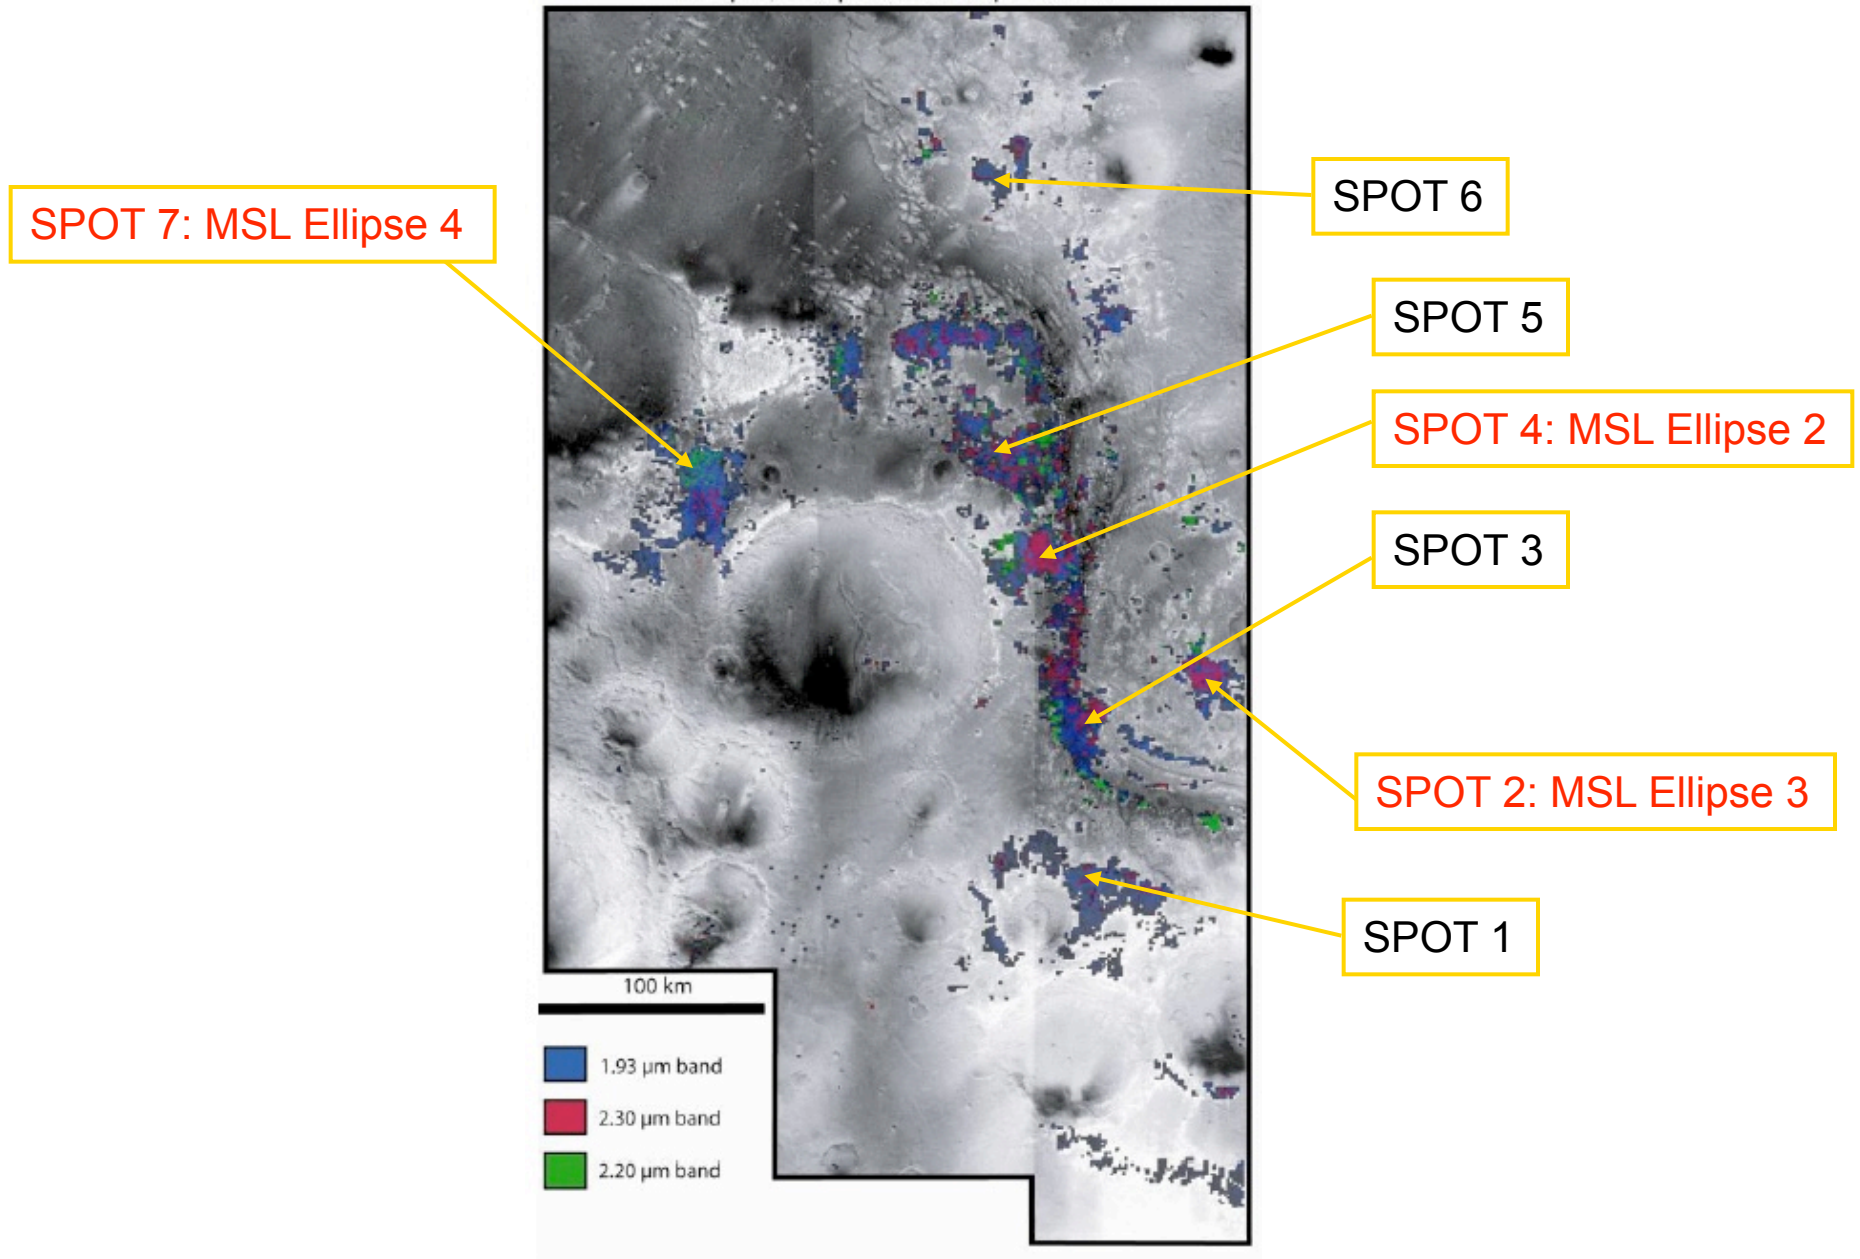 SPOT 7: MSL Ellipse 4
SPOT 6
SPOT 5
SPOT 4: MSL Ellipse 2
SPOT 3
SPOT 2: MSL Ellipse 3
SPOT 1
100 km
1.93 µm band
2.30 µm band
2.20 µm band